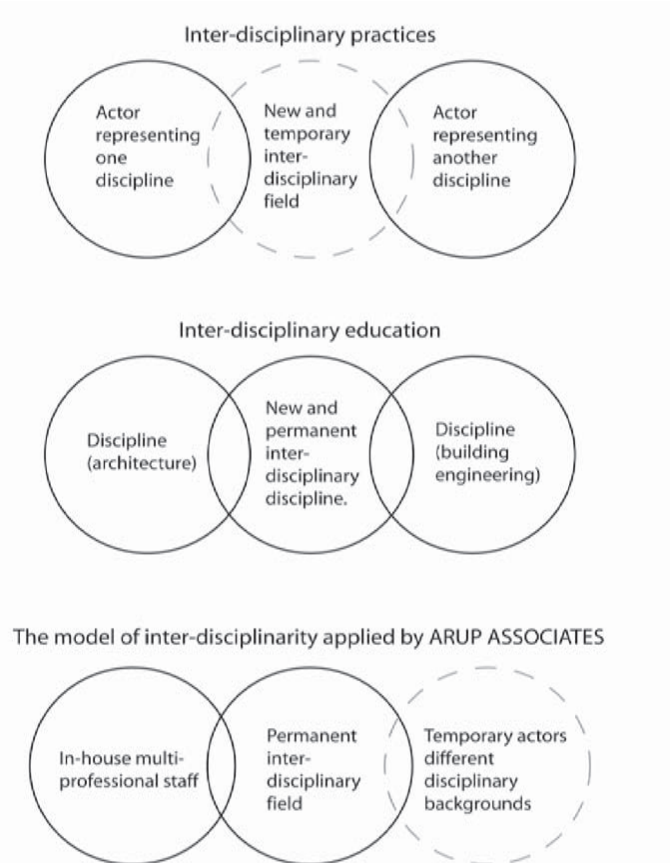 Inter-disciplinary practices
Actor
representing
one
discipline
New and
temporary
inter-
disciplinary
field
Actor
representing
another
discipline
Inter-disciplinary education
Discipline
(architecture)
New and
permanent
inter-
disciplinary
discipline.
Discipline
(building
engineering)
The model of inter-disciplinarity applied by ARUP ASSOCIATES
In-house multi-
professional staff
Permanent
inter-
disciplinary
field
Temporary actors
different
disciplinary
backgrounds